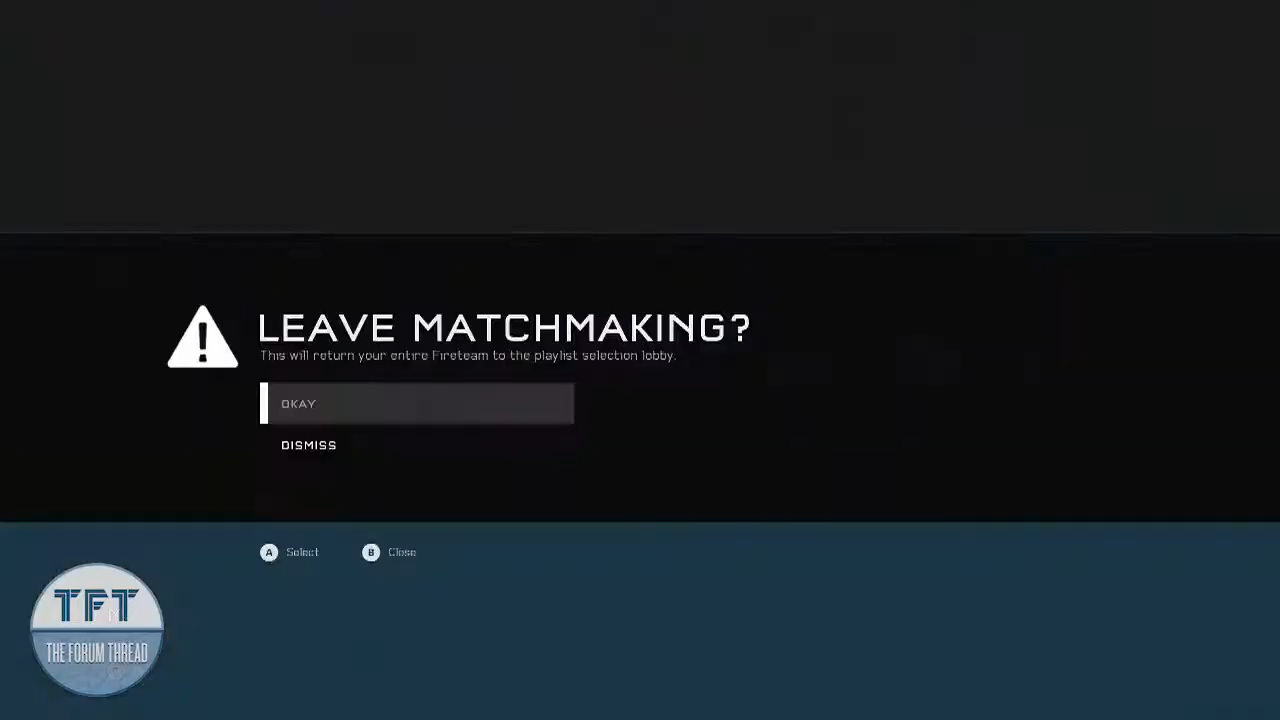 LEAVE MATCHMAKING?
This will return your entire Fireteam to the playlist selection lobby.
OKAY
DISMISS
A Select B Close
TFT
THE FORUM THREAD